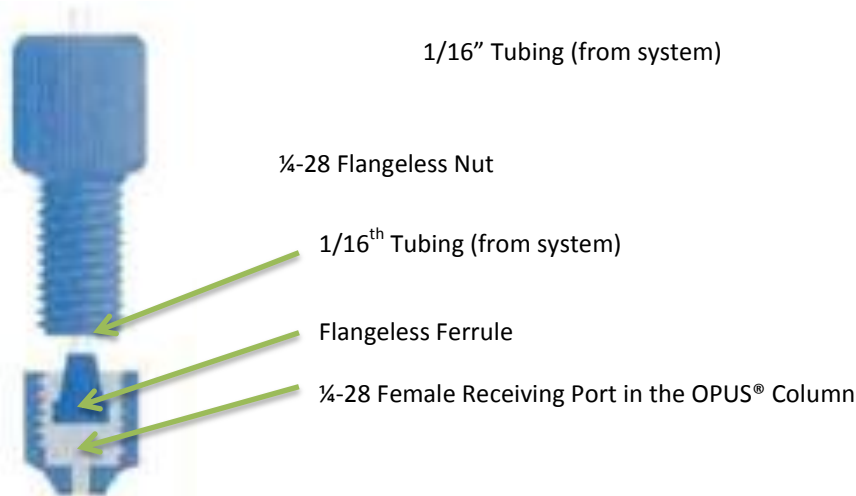 1/16” Tubing (from system)
¼-28 Flangeless Nut
1/16th Tubing (from system)
Flangeless Ferrule
¼-28 Female Receiving Port in the OPUS® Column